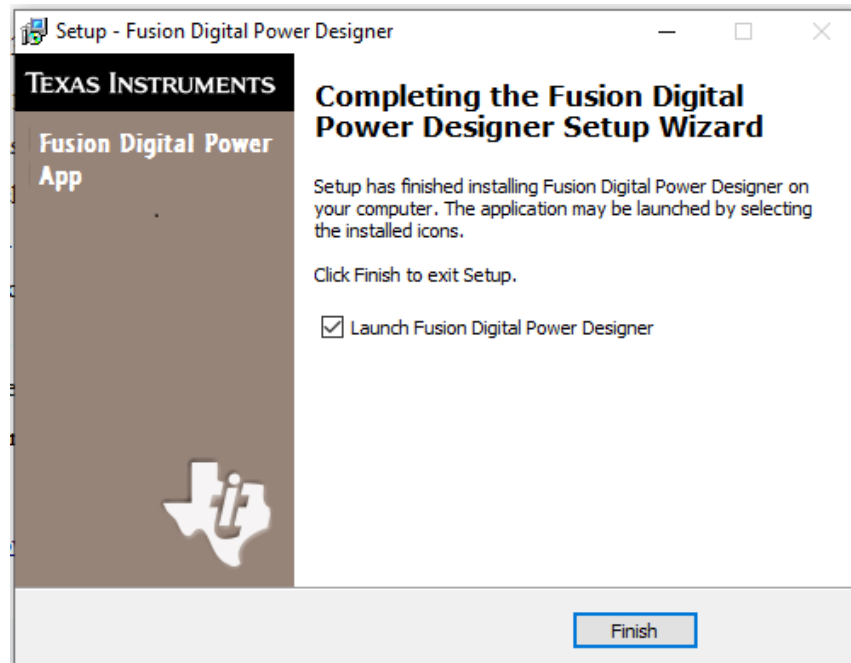 Setup - Fusion Digital Power Designer
TEXAS INSTRUMENTS
Fusion Digital Power
App
Completing the Fusion Digital
Power Designer Setup Wizard
Setup has finished installing Fusion Digital Power Designer on
your computer. The application may be launched by selecting
the installed icons.
Click Finish to exit Setup.
Launch Fusion Digital Power Designer
ti
Finish